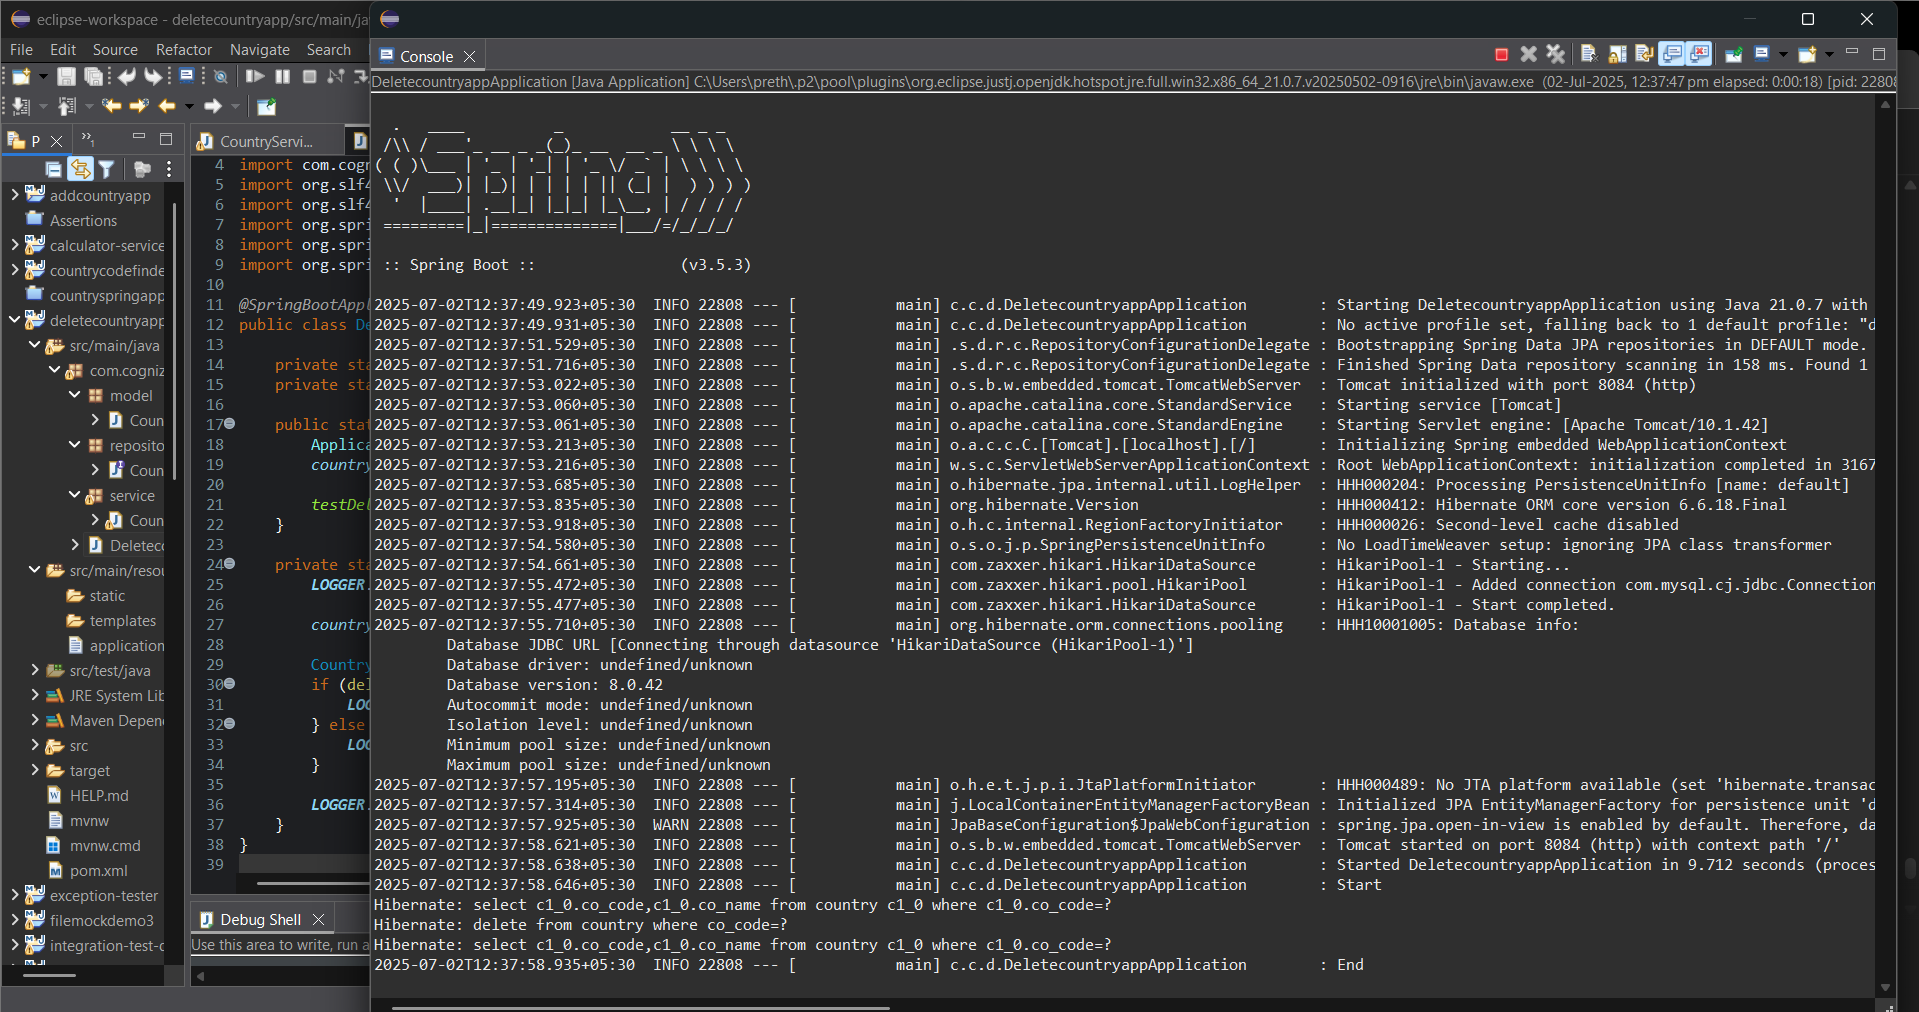 eclipse-workspace - deletecountryapp/src/main/ja
File Edit Source Refactor Navigate Search
Console
DeletecountryappApplication [Java Application] C:\Users\preth\.p2\pool\plugins\org.eclipse.justj.openjdk.hotspot.jre.full.win32.x86_64_21.0.7.v20250502-0916\jre\bin\javaw.exe (02-Jul-2025, 12:37:47 pm elapsed: 0:00:18) [pid: 22808
P
»1
addcountryapp
Assertions
calculator-service
countrycodefinde
countryspringapp
deletecountryapp
src/main/java
com.cogniz
model
Coun
reposito
Coun
service
Coun
Deletec
src/main/resou
static
templates
application
src/test/java
JRE System Lib
Maven Depen
src
target
HELP.md
mvnw
mvnw.cmd
pom.xml
exception-tester
filemockdemo3
integration-test-c
CountryServi...
4 import com.cogn
5 import org.slf4
6 import org.slf4
7 import org.spri
8 import org.spri
9 import org.spri
10
11 @SpringBootAppl
12 public class De
13
14 private sta
15 private sta
16
17 public stat
18 Applica
19 country
20
21 testDel
22 }
23
24 private sta
25 LOGGER.
26
27 country
28
29 Country
30 if (del
31 LOG
32 } else
33 LOG
34 }
35
36 LOGGER.
37 }
38 }
39
Debug Shell
Use this area to write, run a
  .   ____          _            __ _ _
 /\\ / ___'_ __ _ _(_)_ __  __ _ \ \ \ \
( ( )\___ | '_ | '_| | '_ \/ _` | \ \ \ \
 \\/  ___)| |_)| | | | | || (_| |  ) ) ) )
  '  |____| .__|_| |_|_| |_\__, | / / / /
 =========|_|==============|___/=/_/_/_/
:: Spring Boot :: (v3.5.3)
2025-07-02T12:37:49.923+05:30 INFO 22808 --- [ main] c.c.d.DeletecountryappApplication : Starting DeletecountryappApplication using Java 21.0.7 with
2025-07-02T12:37:49.931+05:30 INFO 22808 --- [ main] c.c.d.DeletecountryappApplication : No active profile set, falling back to 1 default profile: "d
2025-07-02T12:37:51.529+05:30 INFO 22808 --- [ main] .s.d.r.c.RepositoryConfigurationDelegate : Bootstrapping Spring Data JPA repositories in DEFAULT mode.
2025-07-02T12:37:51.716+05:30 INFO 22808 --- [ main] .s.d.r.c.RepositoryConfigurationDelegate : Finished Spring Data repository scanning in 158 ms. Found 1
2025-07-02T12:37:53.022+05:30 INFO 22808 --- [ main] o.s.b.w.embedded.tomcat.TomcatWebServer : Tomcat initialized with port 8084 (http)
2025-07-02T12:37:53.060+05:30 INFO 22808 --- [ main] o.apache.catalina.core.StandardService : Starting service [Tomcat]
2025-07-02T12:37:53.061+05:30 INFO 22808 --- [ main] o.apache.catalina.core.StandardEngine : Starting Servlet engine: [Apache Tomcat/10.1.42]
2025-07-02T12:37:53.213+05:30 INFO 22808 --- [ main] o.a.c.c.C.[Tomcat].[localhost].[/] : Initializing Spring embedded WebApplicationContext
2025-07-02T12:37:53.216+05:30 INFO 22808 --- [ main] w.s.c.ServletWebServerApplicationContext : Root WebApplicationContext: initialization completed in 3167
2025-07-02T12:37:53.685+05:30 INFO 22808 --- [ main] o.hibernate.jpa.internal.util.LogHelper : HHH000204: Processing PersistenceUnitInfo [name: default]
2025-07-02T12:37:53.835+05:30 INFO 22808 --- [ main] org.hibernate.Version : HHH000412: Hibernate ORM core version 6.6.18.Final
2025-07-02T12:37:53.918+05:30 INFO 22808 --- [ main] o.h.c.internal.RegionFactoryInitiator : HHH000026: Second-level cache disabled
2025-07-02T12:37:54.580+05:30 INFO 22808 --- [ main] o.s.o.j.p.SpringPersistenceUnitInfo : No LoadTimeWeaver setup: ignoring JPA class transformer
2025-07-02T12:37:54.661+05:30 INFO 22808 --- [ main] com.zaxxer.hikari.HikariDataSource : HikariPool-1 - Starting...
2025-07-02T12:37:55.472+05:30 INFO 22808 --- [ main] com.zaxxer.hikari.pool.HikariPool : HikariPool-1 - Added connection com.mysql.cj.jdbc.Connection
2025-07-02T12:37:55.477+05:30 INFO 22808 --- [ main] com.zaxxer.hikari.HikariDataSource : HikariPool-1 - Start completed.
2025-07-02T12:37:55.710+05:30 INFO 22808 --- [ main] org.hibernate.orm.connections.pooling : HHH10001005: Database info:
Database JDBC URL [Connecting through datasource 'HikariDataSource (HikariPool-1)']
Database driver: undefined/unknown
Database version: 8.0.42
Autocommit mode: undefined/unknown
Isolation level: undefined/unknown
Minimum pool size: undefined/unknown
Maximum pool size: undefined/unknown
2025-07-02T12:37:57.195+05:30 INFO 22808 --- [ main] o.h.e.t.j.p.i.JtaPlatformInitiator : HHH000489: No JTA platform available (set 'hibernate.transac
2025-07-02T12:37:57.314+05:30 INFO 22808 --- [ main] j.LocalContainerEntityManagerFactoryBean : Initialized JPA EntityManagerFactory for persistence unit 'd
2025-07-02T12:37:57.925+05:30 WARN 22808 --- [ main] JpaBaseConfiguration$JpaWebConfiguration : spring.jpa.open-in-view is enabled by default. Therefore, da
2025-07-02T12:37:58.621+05:30 INFO 22808 --- [ main] o.s.b.w.embedded.tomcat.TomcatWebServer : Tomcat started on port 8084 (http) with context path '/'
2025-07-02T12:37:58.638+05:30 INFO 22808 --- [ main] c.c.d.DeletecountryappApplication : Started DeletecountryappApplication in 9.712 seconds (proces
2025-07-02T12:37:58.646+05:30 INFO 22808 --- [ main] c.c.d.DeletecountryappApplication : Start
Hibernate: select c1_0.co_code,c1_0.co_name from country c1_0 where c1_0.co_code=?
Hibernate: delete from country where co_code=?
Hibernate: select c1_0.co_code,c1_0.co_name from country c1_0 where c1_0.co_code=?
2025-07-02T12:37:58.935+05:30 INFO 22808 --- [ main] c.c.d.DeletecountryappApplication : End